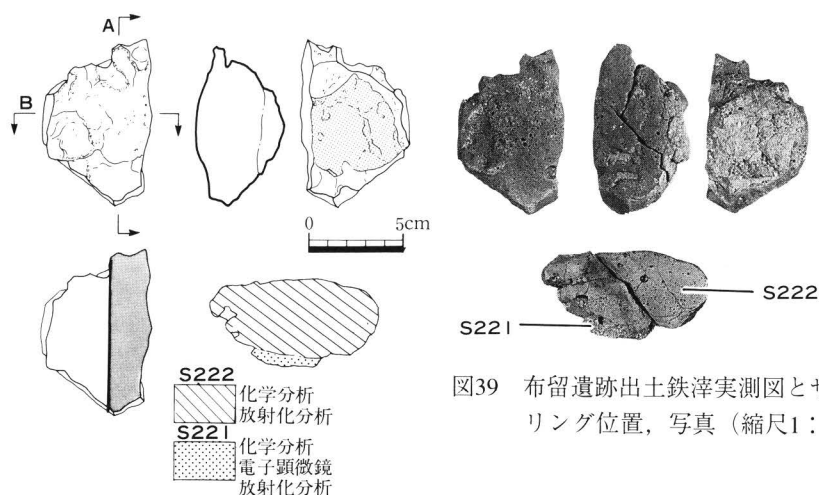 A
B
0 5cm
S222
化学分析
放射化分析
S221
化学分析
電子顕微鏡
放射化分析
S222
S221
図39 布留遺跡出土鉄滓実測図とサ
リング位置，写真（縮尺1：